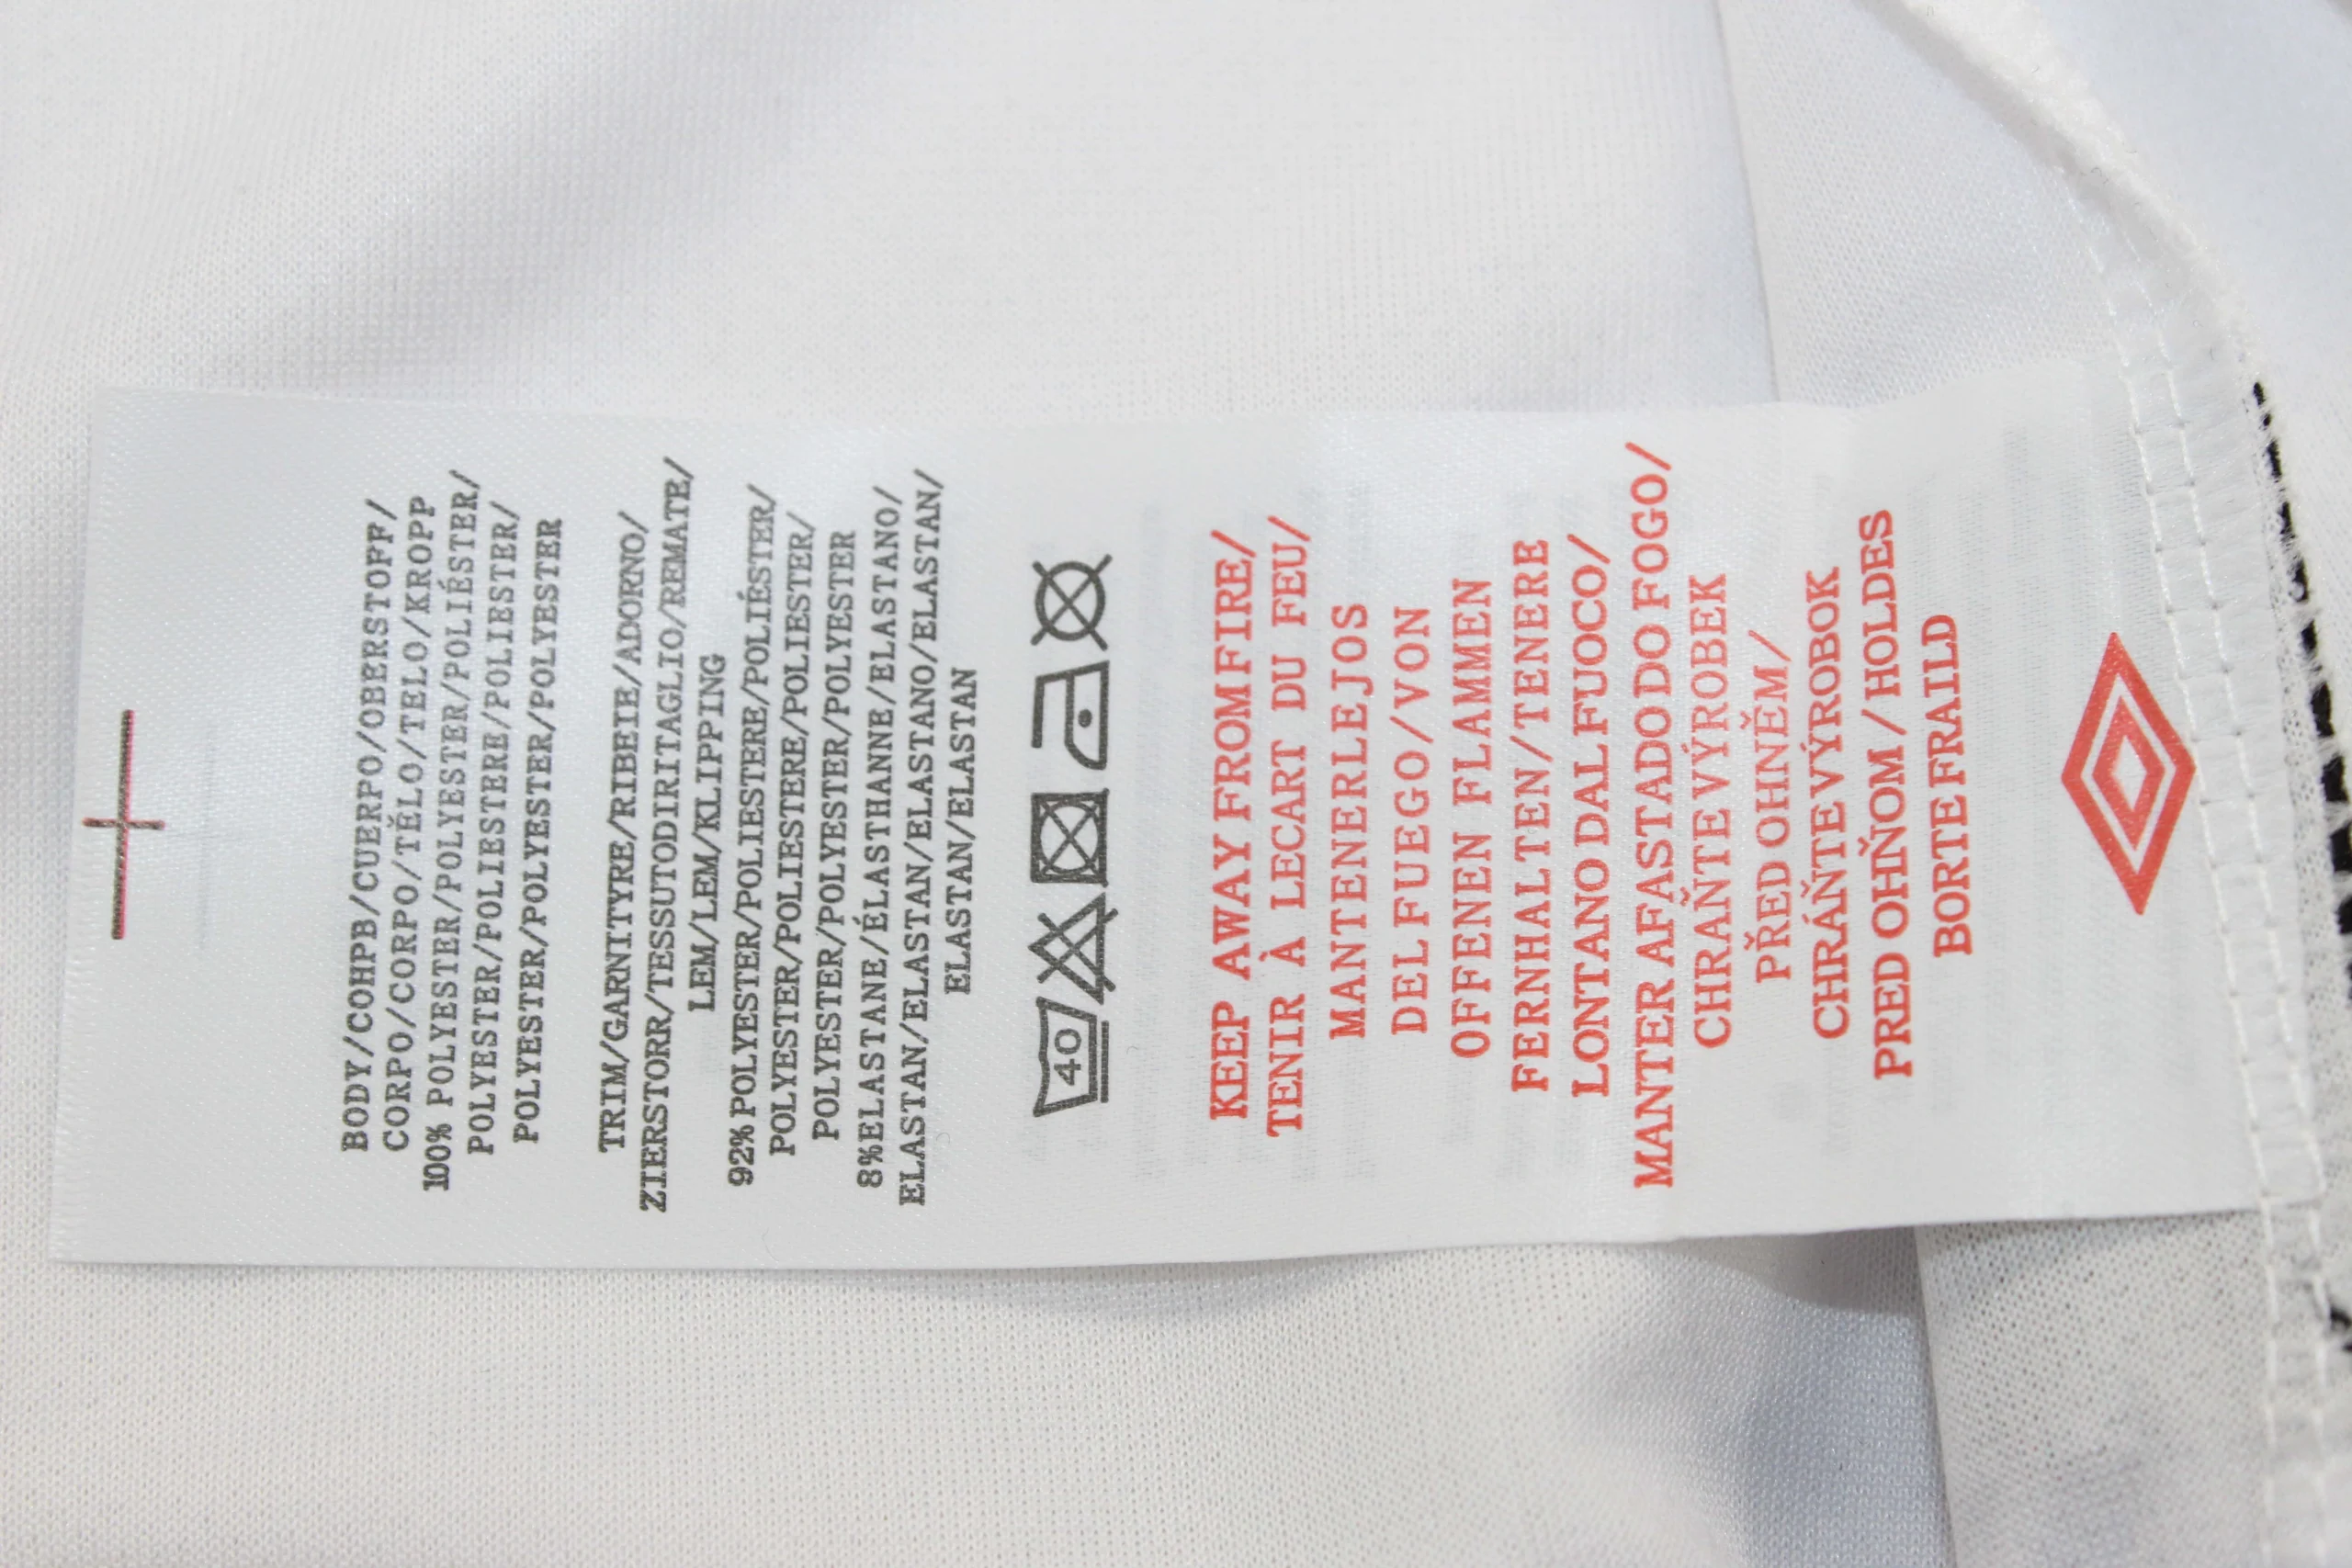 BODY/COHPB/CUERPO/OBERSTOFF/
CORPO/CORPO/TĚLO/TELO/KROPP
100% POLYESTER/POLYESTER/POLIÉSTER/
POLYESTER/POLIESTERE/POLIESTER/
POLYESTER/POLYESTER/POLYESTER
TRIM/GARNITYRE/RIBEIE/ADORNO/
ZIERSTORR/TESSUTODIRITAGLIO/REMATE/
LEM/LEM/KLIPPING
92% POLYESTER/POLIESTERE/POLIÉSTER/
POLYESTER/POLIESTERE/POLIESTER/
POLYESTER/POLYESTER/POLYESTER
8%ELASTANE/ÉLASTHANNE/ELASTANO/
ELASTAN/ELASTAN/ELASTANO/ELASTAN/
ELASTAN/ELASTAN
40
KEEP AWAY FROM FIRE/
TENIR À LECART DU FEU/
MANTENERLEJOS
DEL FUEGO/VON
OFFENEN FLAMMEN
FERNHALTEN/TENERE
LONTANO DAL FUOCO/
MANTER AFASTADO DO FOGO/
CHRAŇTE VÝROBEK
PŘED OHNĚM/
CHRÁŇTE VÝROBOK
PRED OHŇOM / HOLDES
BORTE FRAILD